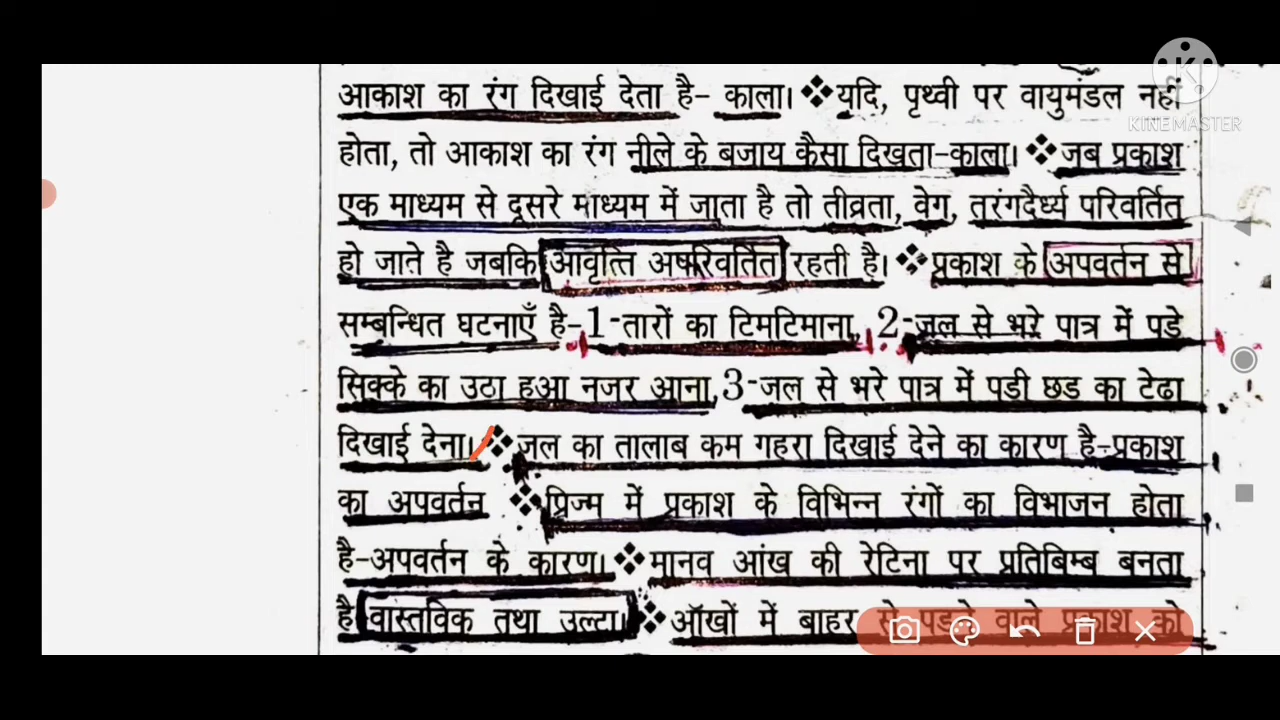 आकाश का रंग दिखाई देता है- काला। ❖यदि, पृथ्वी पर वायुमंडल नहीं
होता, तो आकाश का रंग नीले के बजाय कैसा दिखता-काला। ❖जब प्रकाश
एक माध्यम से दूसरे माध्यम में जाता है तो तीव्रता, वेग, तरंगदैर्ध्य परिवर्तित
हो जाते है जबकि आवृत्ति अपरिवर्तित रहती है। ❖प्रकाश के अपवर्तन से
सम्बन्धित घटनाएँ है-1-तारों का टिमटिमाना, 2-जल से भरे पात्र में पडे
सिक्के का उठा हुआ नजर आना,3-जल से भरे पात्र में पडी छड का टेढा
दिखाई देना। ❖जल का तालाब कम गहरा दिखाई देने का कारण है-प्रकाश
का अपवर्तन ❖प्रिज्म में प्रकाश के विभिन्न रंगों का विभाजन होता
है-अपवर्तन के कारण। ❖मानव आंख की रेटिना पर प्रतिबिम्ब बनता
है वास्तविक तथा उल्टा। ❖ऑखों में बाहर से पडने वाले प्रकाश को
KINEMASTER